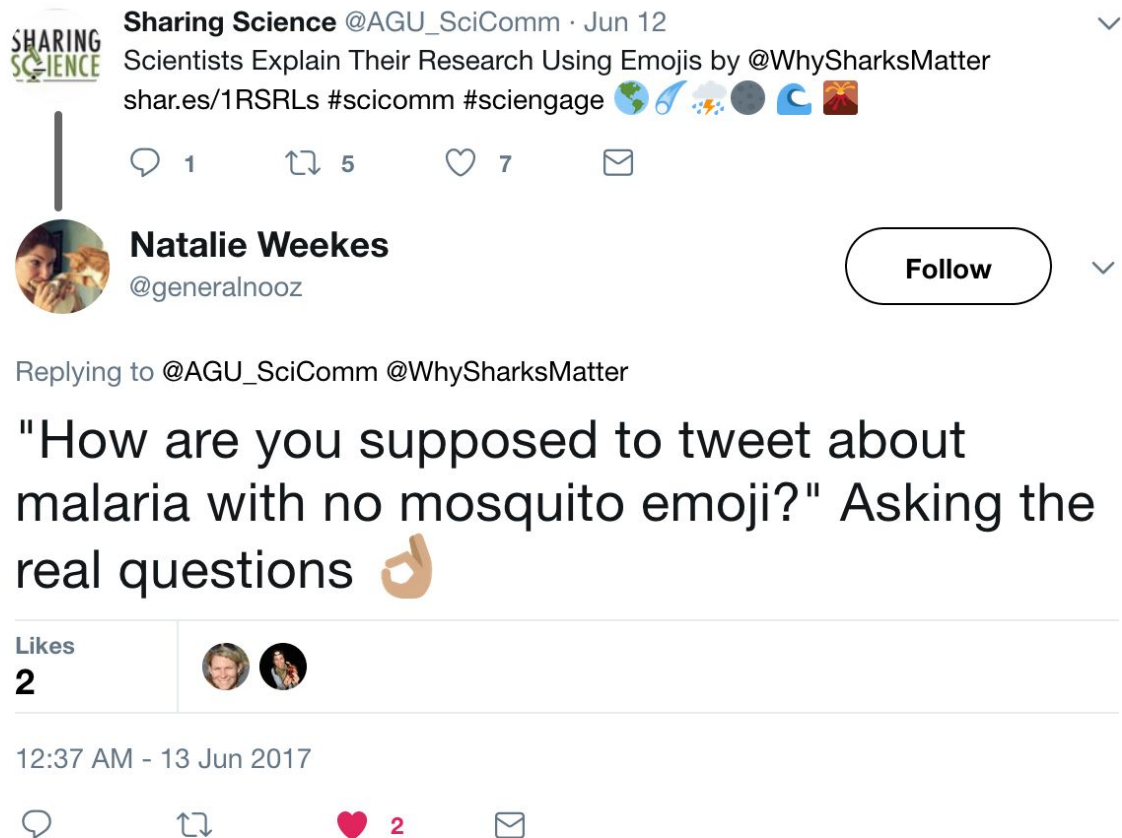 SHARING
SCIENCE
Sharing Science @AGU_SciComm · Jun 12
Scientists Explain Their Research Using Emojis by @WhySharksMatter
shar.es/1RSRLs #scicomm #sciengage 🌎☄️⛈️🌑🌊🌋
1 5 7
Natalie Weekes
@generalnooz
Follow
Replying to @AGU_SciComm @WhySharksMatter
"How are you supposed to tweet about
malaria with no mosquito emoji?" Asking the
real questions 👌🏽
Likes
2
12:37 AM - 13 Jun 2017
2